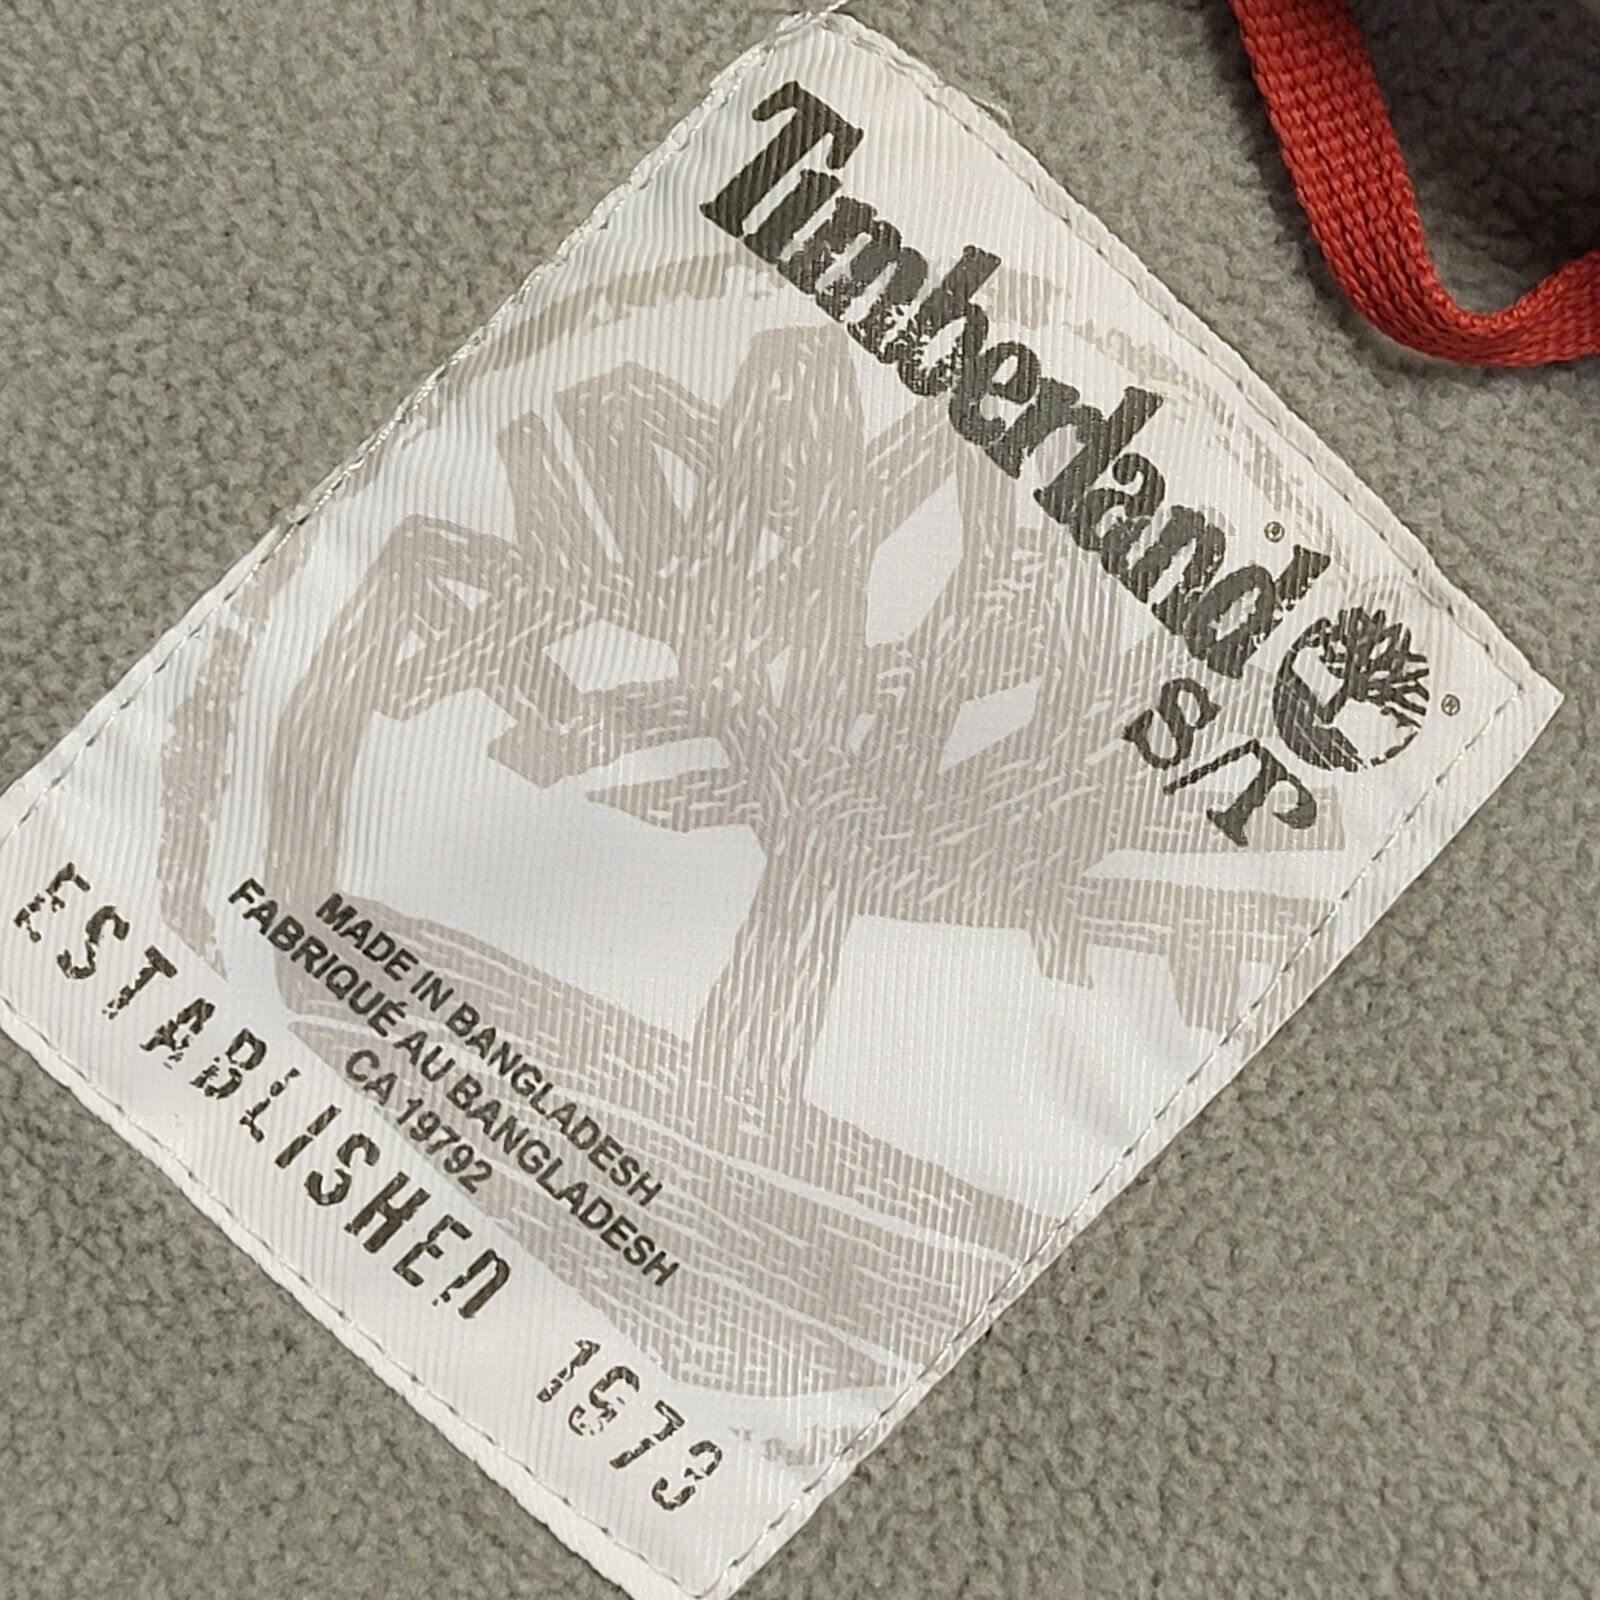 Timberland®
®
S/T
MADE IN BANGLADESH
FABRIQUÉ AU BANGLADESH
CA 19792
ESTABLISHED 1973